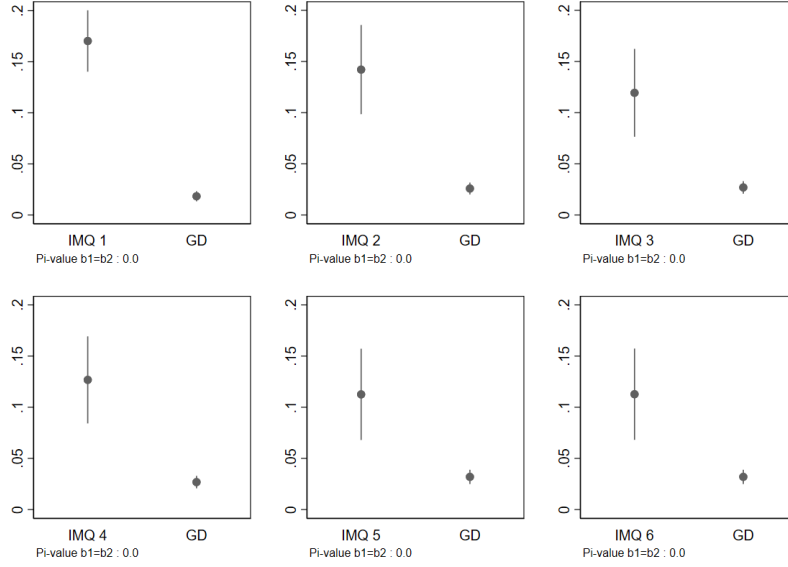 .2 .2 .2
.15 .15 .15
.1 .1 .1
.05 .05 .05
0 0 0
IMQ 1 GD IMQ 2 GD IMQ 3 GD
Pi-value b1=b2 : 0.0 Pi-value b1=b2 : 0.0 Pi-value b1=b2 : 0.0
.2 .2 .2
.15 .15 .15
.1 .1 .1
.05 .05 .05
0 0 0
IMQ 4 GD IMQ 5 GD IMQ 6 GD
Pi-value b1=b2 : 0.0 Pi-value b1=b2 : 0.0 Pi-value b1=b2 : 0.0